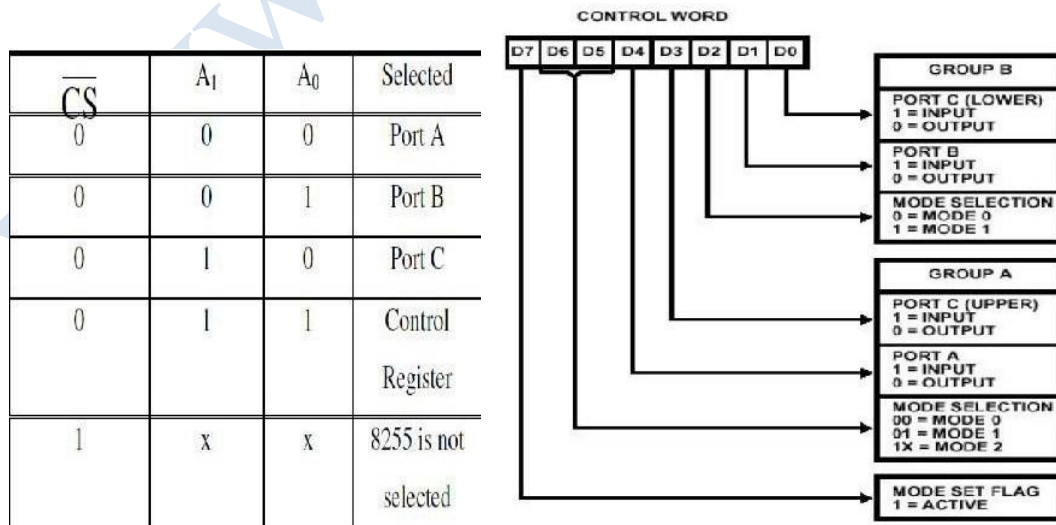 CS A₁ A₀ Selected
0 0 0 Port A
0 0 1 Port B
0 1 0 Port C
0 1 1 Control
Register
1 x x 8255 is not
selected
CONTROL WORD
D7 D6 D5 D4 D3 D2 D1 D0
GROUP B
PORT C (LOWER)
1 = INPUT
0 = OUTPUT
PORT B
1 = INPUT
0 = OUTPUT
MODE SELECTION
0 = MODE 0
1 = MODE 1
GROUP A
PORT C (UPPER)
1 = INPUT
0 = OUTPUT
PORT A
1 = INPUT
0 = OUTPUT
MODE SELECTION
00 = MODE 0
01 = MODE 1
1X = MODE 2
MODE SET FLAG
1 = ACTIVE